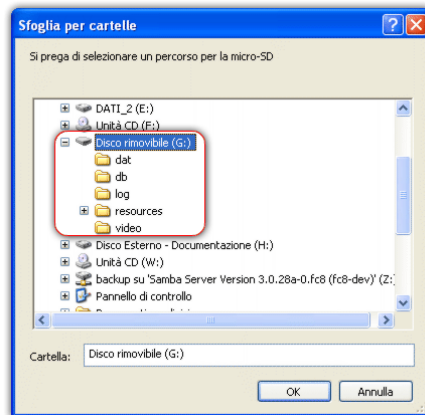 Sfoglia per cartelle
Si prega di selezionare un percorso per la micro-SD
DATI_2 (E:)
Unità CD (F:)
Disco rimovibile (G:)
dat
db
log
resources
video
Disco Esterno - Documentazione (H:)
Unità CD (W:)
backup su 'Samba Server Version 3.0.28a-0.fc8 (fc8-dev)' (Z:
Pannello di controllo
Cartella: Disco rimovibile (G:)
OK Annulla